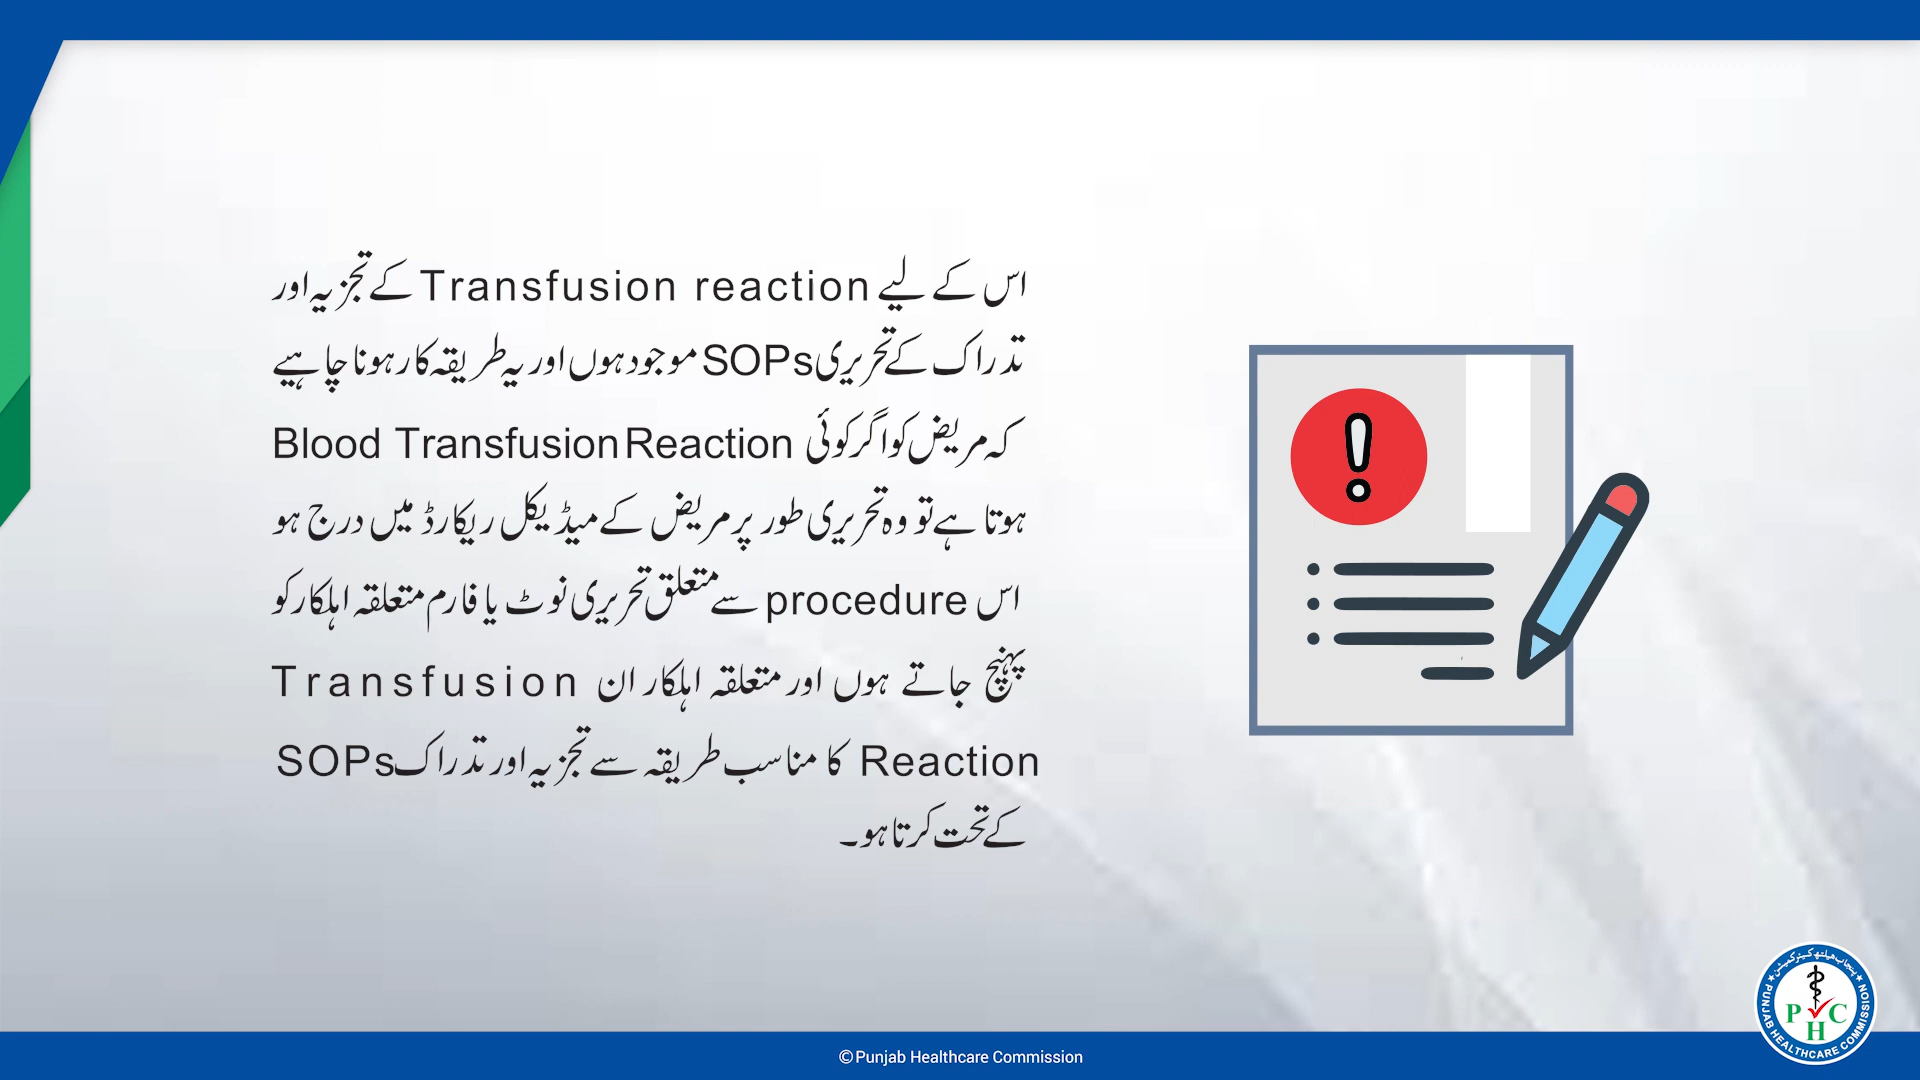 اس کے لیے Transfusion reaction کے تجزیہ اور
تدراک کے تحریری SOPs موجود ہوں اور یہ طریقہ کار ہونا چاہیے
کہ مریض کو اگر کوئی Blood Transfusion Reaction
ہوتا ہے تو وہ تحریری طور پر مریض کے میڈیکل ریکارڈ میں درج ہو
اس procedure سے متعلق تحریری نوٹ یا فارم متعلقہ اہلکار کو
پہنچ جاتے ہوں اور متعلقہ اہلکار ان Transfusion
Reaction کا مناسب طریقہ سے تجزیہ اور تدراک SOPs
کے تحت کرتا ہو۔
پنجاب ہیلتھ کیئر کمیشن
P H C
PUNJAB HEALTHCARE COMMISSION
© Punjab Healthcare Commission